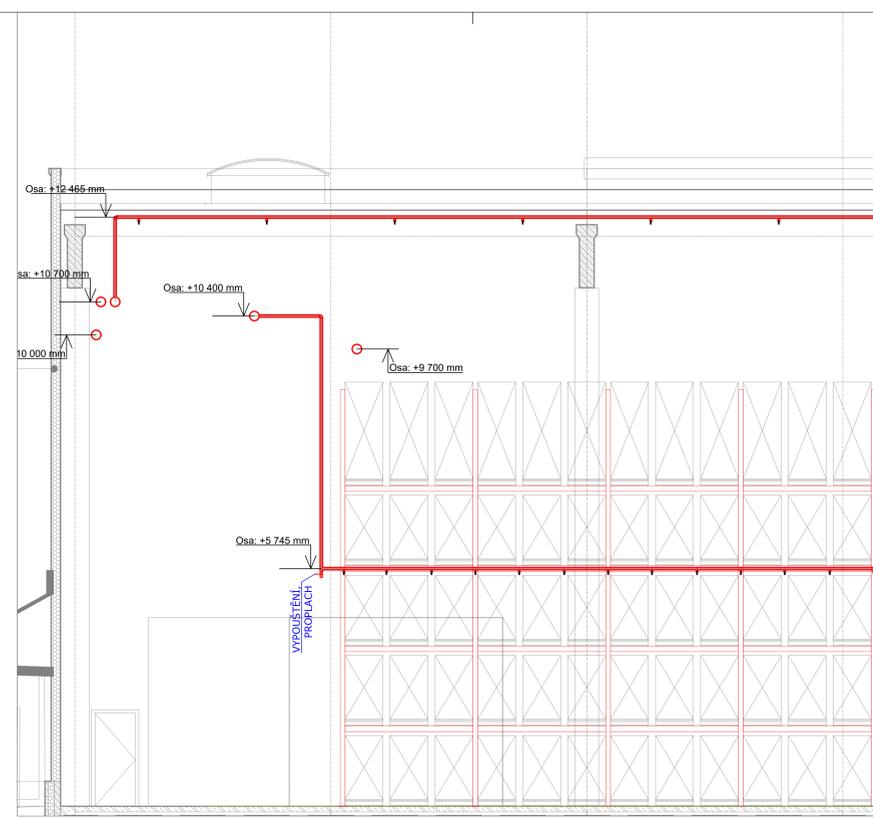 Osa: +12 465 mm
sa: +10 700 mm
Osa: +10 400 mm
10 000 mm
Osa: +9 700 mm
Osa: +5 745 mm
VYPOUŠTĚNÍ,
PROPLACH